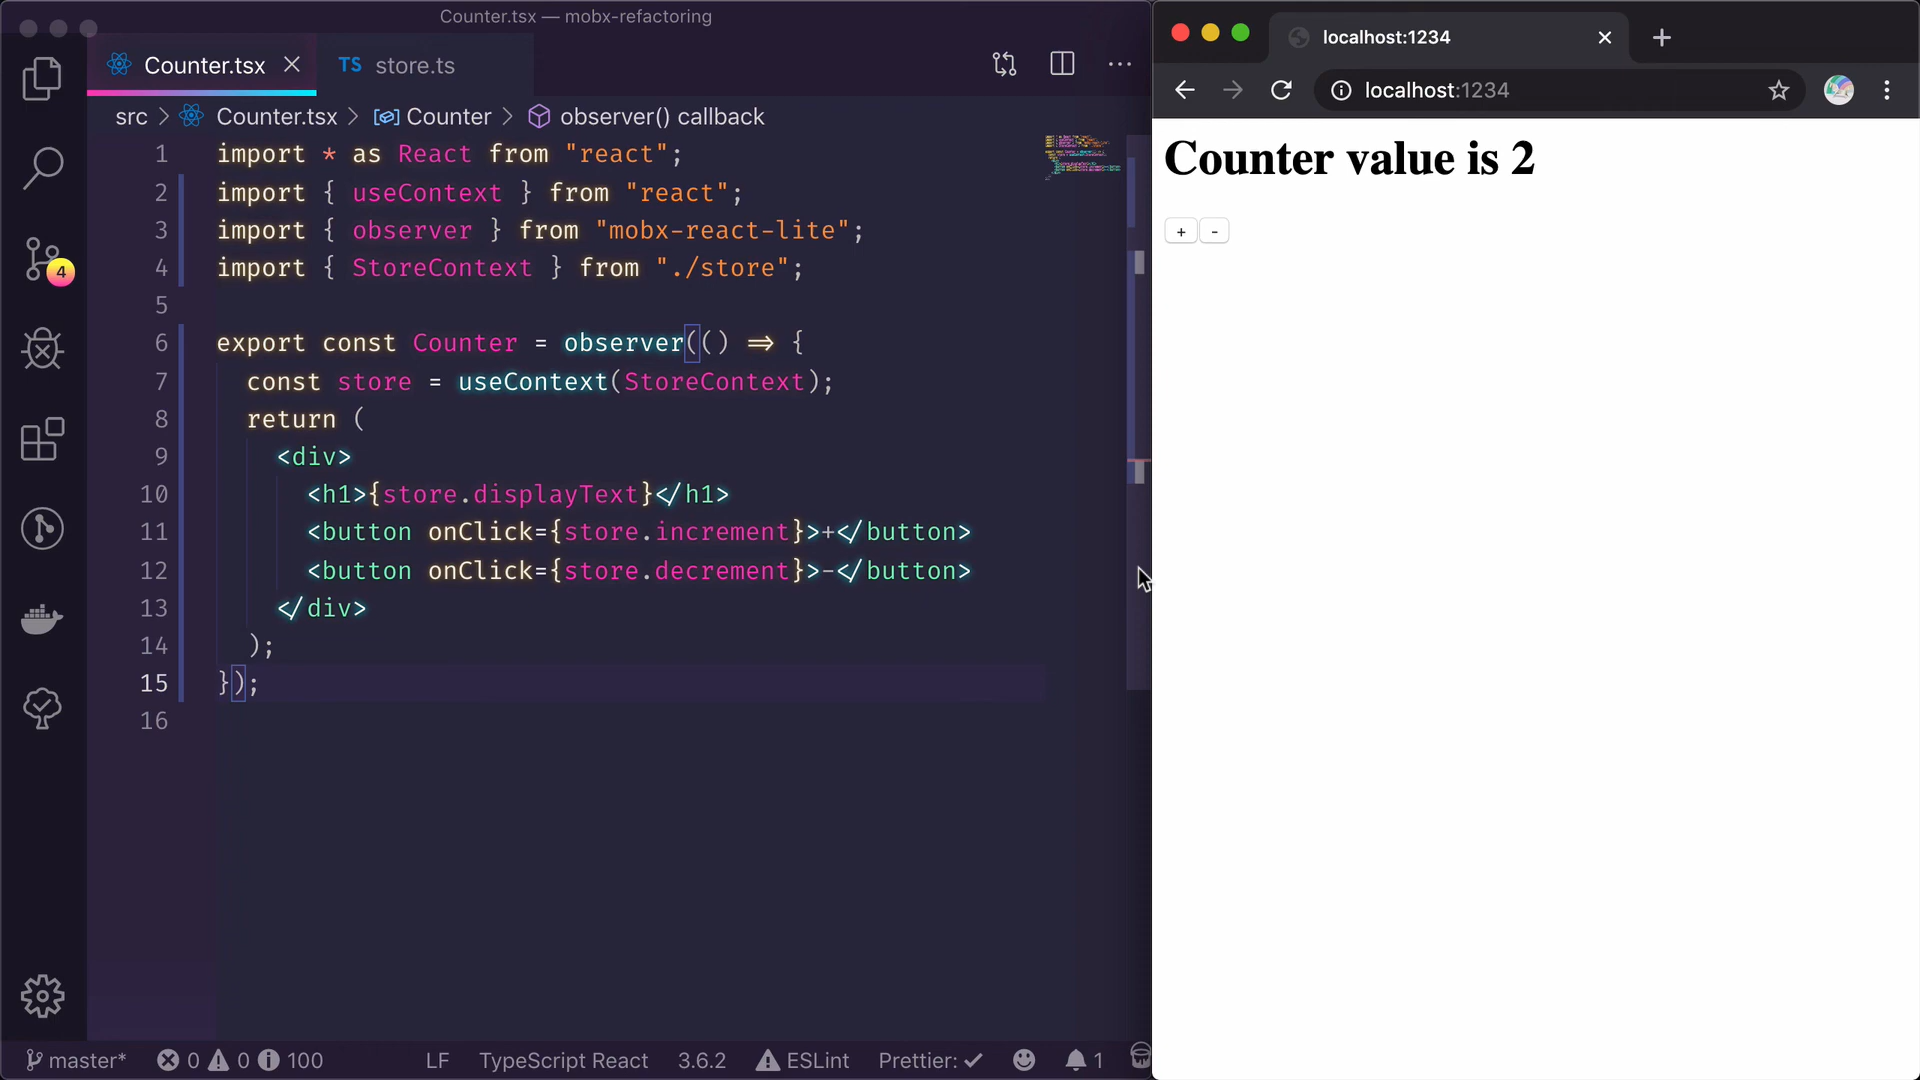 Counter.tsx — mobx-refactoring
Counter.tsx
TS store.ts
src > Counter.tsx > Counter > observer() callback
1 import * as React from "react";
2 import { useContext } from "react";
3 import { observer } from "mobx-react-lite";
4 import { StoreContext } from "./store";
5
6 export const Counter = observer(() => {
7 const store = useContext(StoreContext);
8 return (
9 <div>
10 <h1>{store.displayText}</h1>
11 <button onClick={store.increment}>+</button>
12 <button onClick={store.decrement}>-</button>
13 </div>
14 );
15 });
16
4
master* 0 0 100 LF TypeScript React 3.6.2 ESLint Prettier: ✓ 1
localhost:1234
localhost:1234
Counter value is 2
+ -